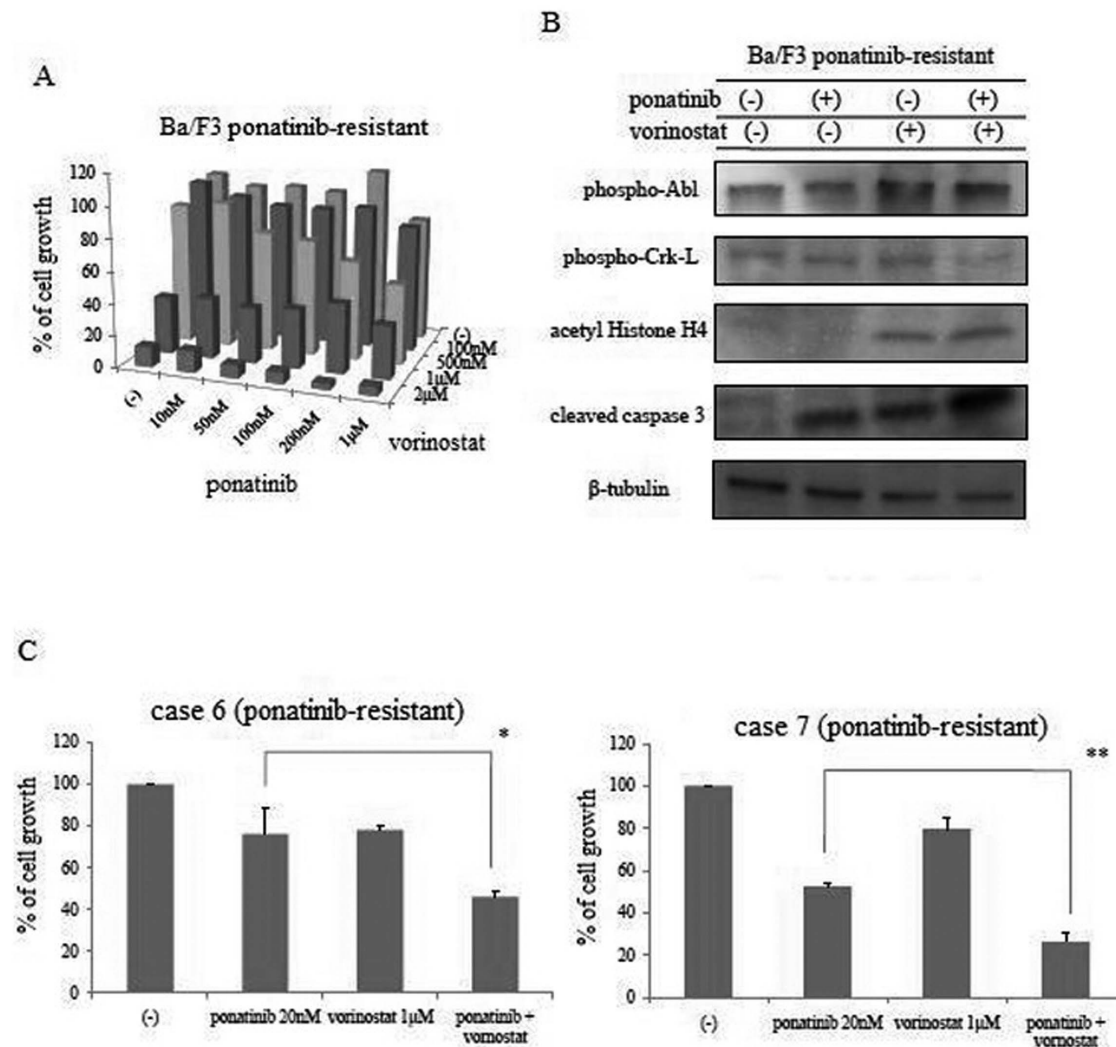 A
Ba/F3 ponatinib-resistant
% of cell growth
120
100
80
60
40
20
0
(-)
10nM
50nM
100nM
200nM
1μM
ponatinib
(-)
100nM
500nM
1μM
2μM
vorinostat
B
Ba/F3 ponatinib-resistant
ponatinib (-) (+) (-) (+)
vorinostat (-) (-) (+) (+)
phospho-Abl
phospho-Crk-L
acetyl Histone H4
cleaved caspase 3
β-tubulin
C
case 6 (ponatinib-resistant)
% of cell growth
120
100
80
60
40
20
0
*
(-)
ponatinib 20nM
vorinostat 1μM
ponatinib +
vornostat
case 7 (ponatinib-resistant)
% of cell growth
120
100
80
60
40
20
0
**
(-)
ponatinib 20nM
vorinostat 1μM
ponatinib +
vornostat